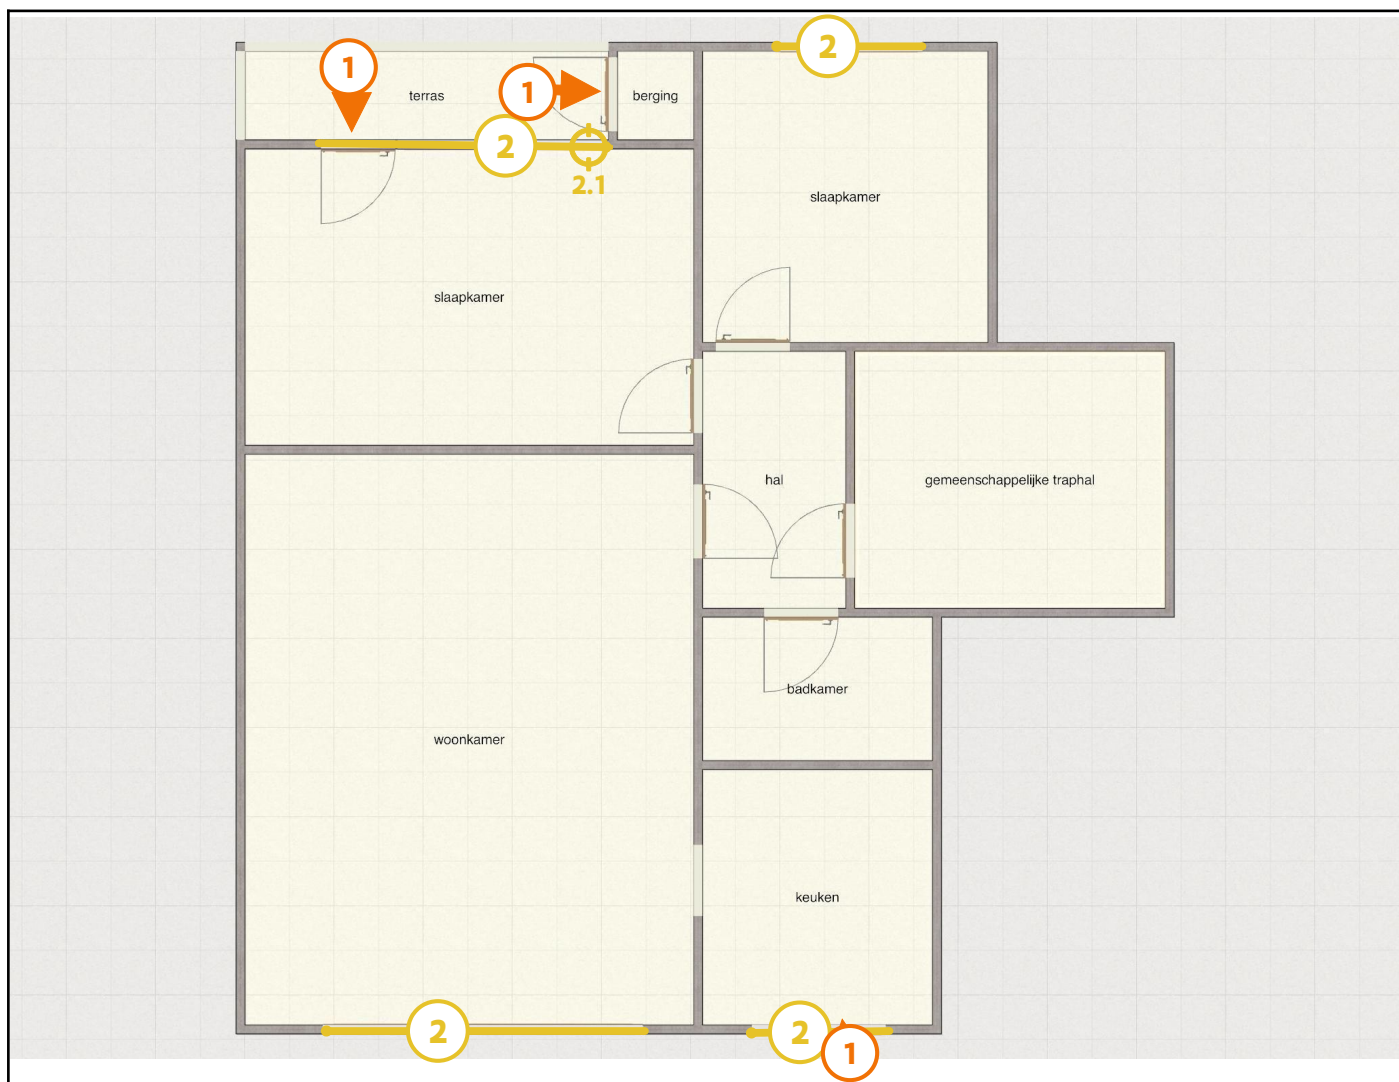 2
1
terras
1
berging
2
2.1
slaapkamer
slaapkamer
hal
gemeenschappelijke traphal
badkamer
woonkamer
keuken
2
2
1